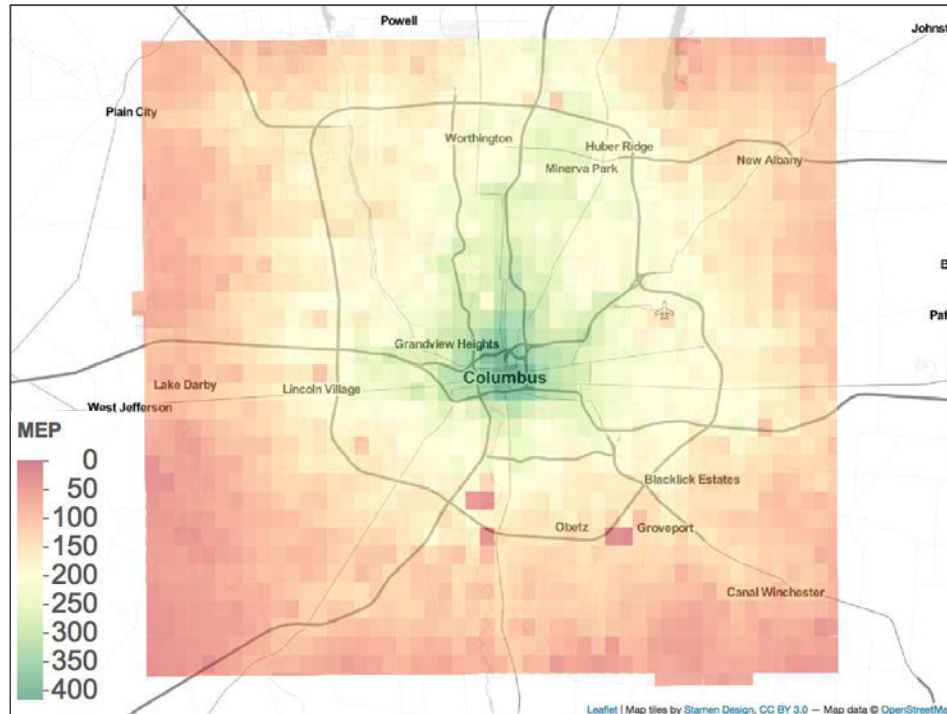 Powell
Johnst
Plain City
Worthington
Huber Ridge
Minerva Park
New Albany
B
Pat
Grandview Heights
Columbus
Lake Darby
Lincoln Village
West Jefferson
MEP
0
50
100
150
200
250
300
350
400
Blacklick Estates
Obetz
Groveport
Canal Winchester
Leaflet | Map tiles by Stamen Design, CC BY 3.0 — Map data © OpenStreetMa